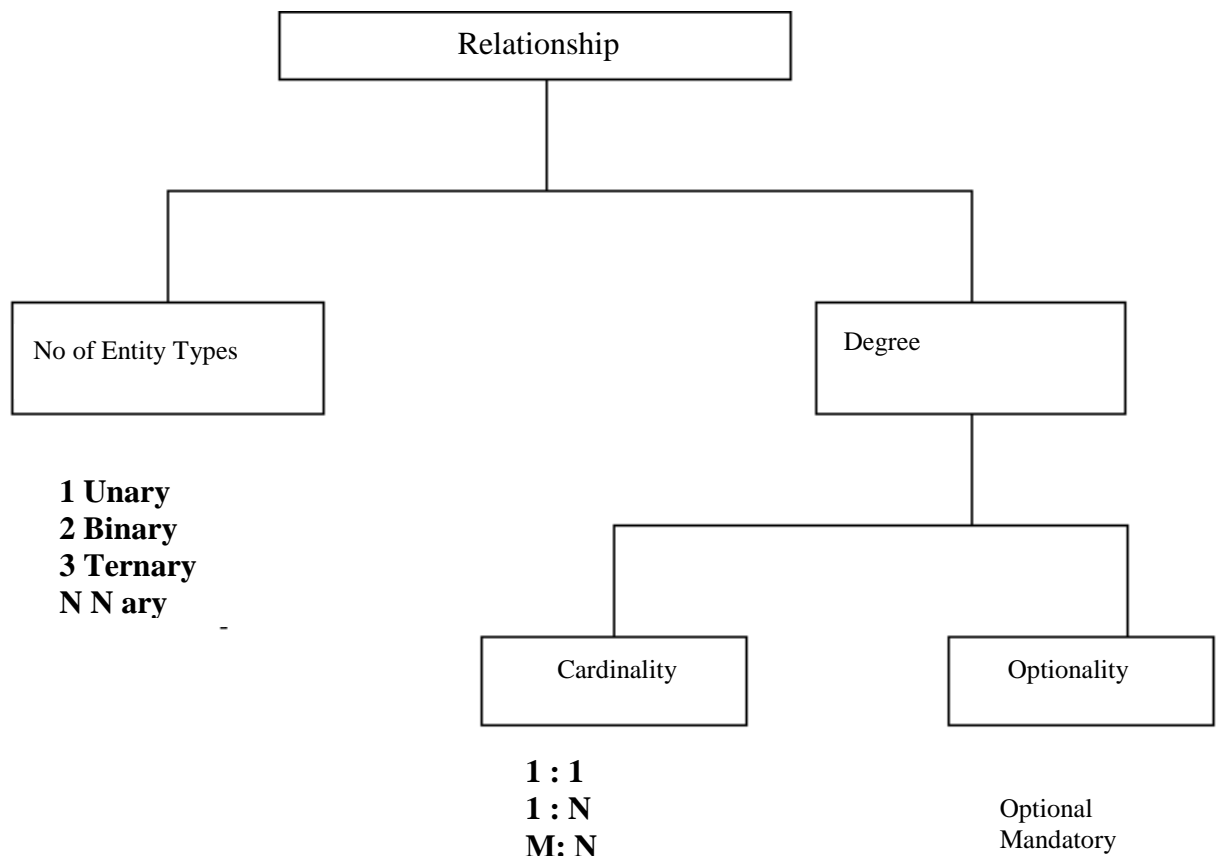 Relationship
No of Entity Types
Degree
1 Unary
2 Binary
3 Ternary
N N ary
-
Cardinality
Optionality
1 : 1
1 : N
M: N
Optional
Mandatory